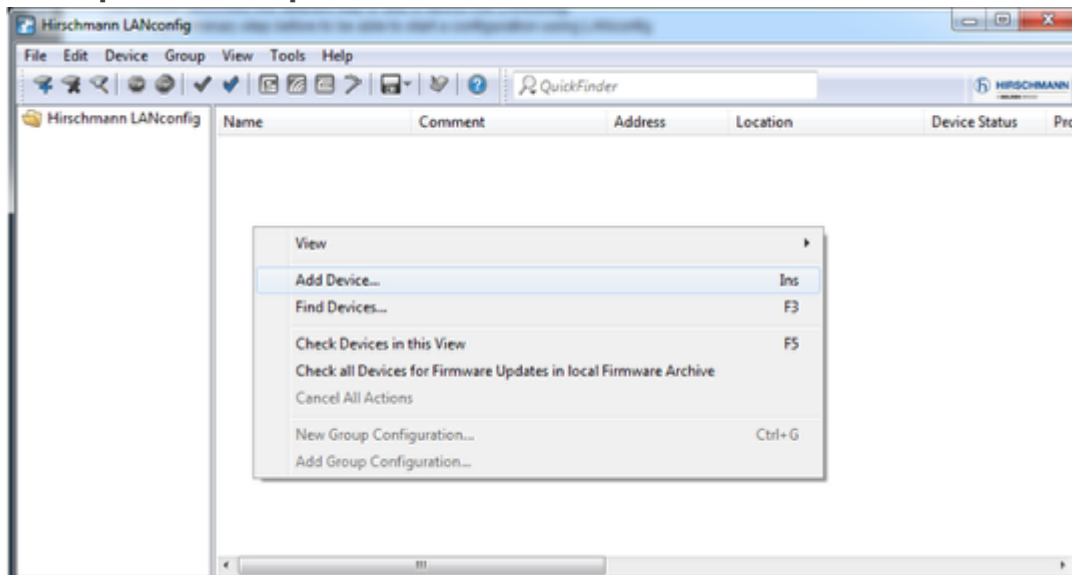 Hirschmann LANconfig
File Edit Device Group View Tools Help
QuickFinder
HIRSCHMANN
Hirschmann LANconfig
Name Comment Address Location Device Status
View
Add Device... Ins
Find Devices... F3
Check Devices in this View F5
Check all Devices for Firmware Updates in local Firmware Archive
Cancel All Actions
New Group Configuration... Ctrl+G
Add Group Configuration...